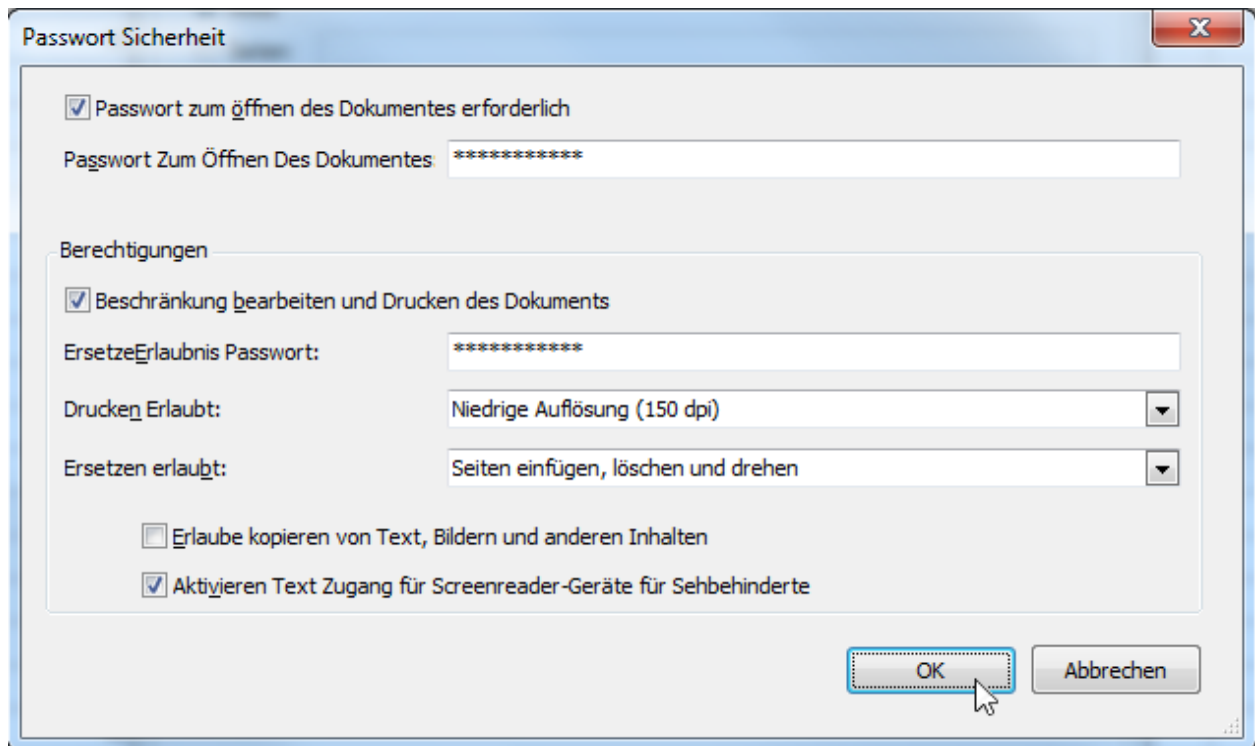 Passwort Sicherheit
Passwort zum öffnen des Dokumentes erforderlich
Passwort Zum Öffnen Des Dokumentes: ***********
Berechtigungen
Beschränkung bearbeiten und Drucken des Dokuments
ErsetzeErlaubnis Passwort: ***********
Drucken Erlaubt: Niedrige Auflösung (150 dpi)
Ersetzen erlaubt: Seiten einfügen, löschen und drehen
Erlaube kopieren von Text, Bildern und anderen Inhalten
Aktivieren Text Zugang für Screenreader-Geräte für Sehbehinderte
OK Abbrechen